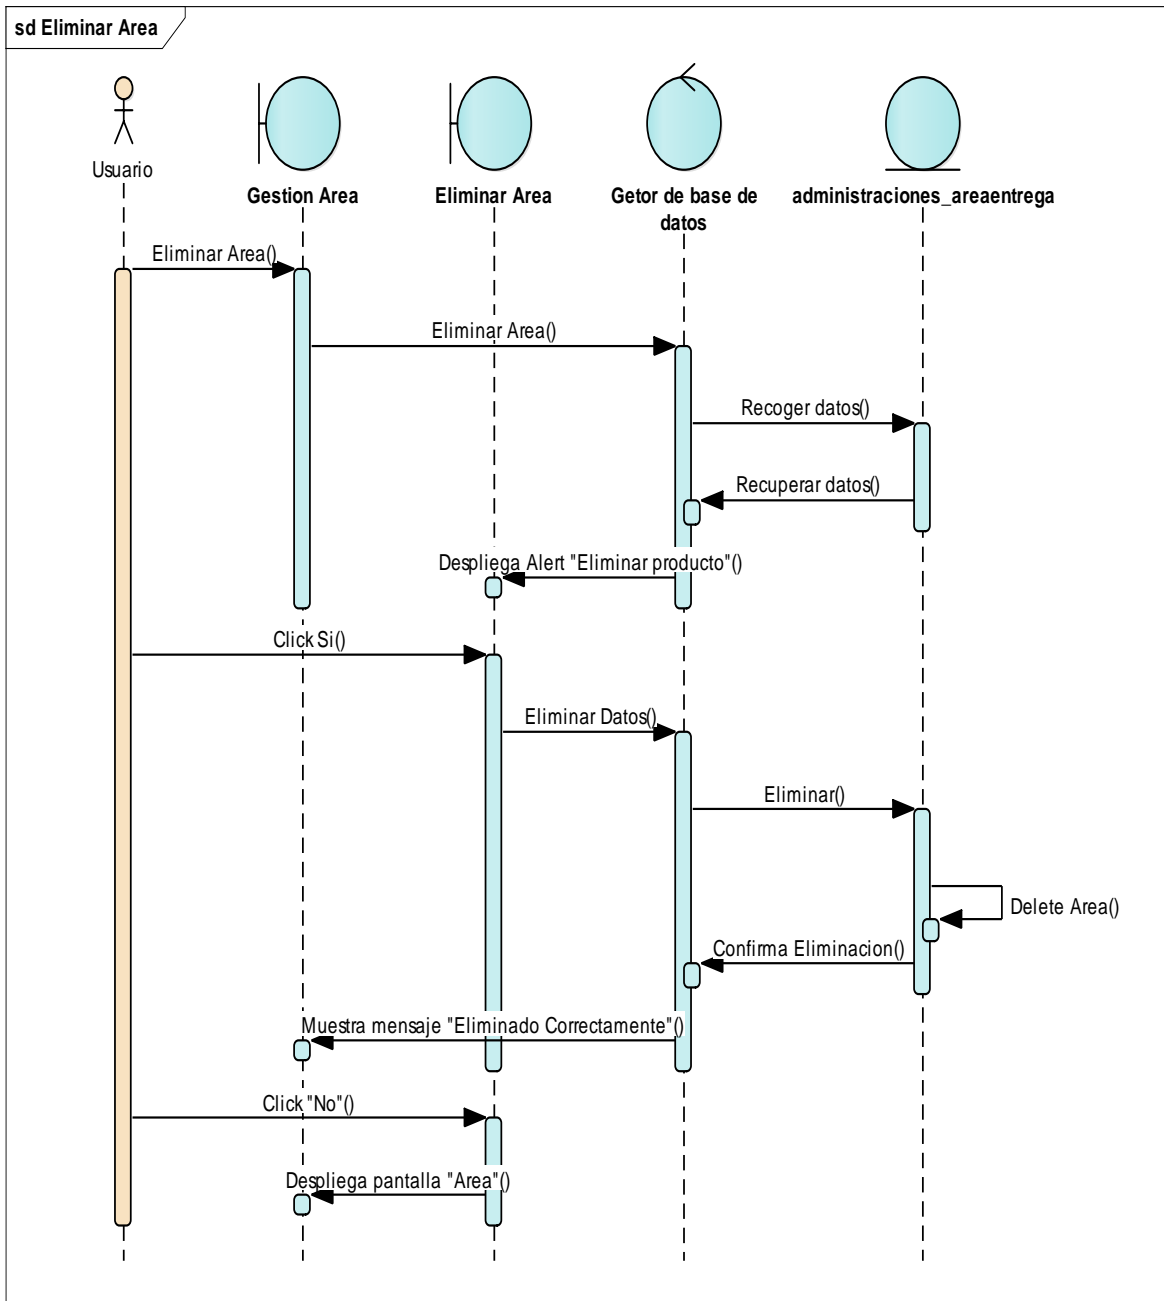 sd Eliminar Area
Usuario
Gestion Area
Eliminar Area
Getor de base de
datos
administraciones_areaentrega
Eliminar Area()
Eliminar Area()
Recoger datos()
Recuperar datos()
Despliega Alert "Eliminar producto"()
Click Si()
Eliminar Datos()
Eliminar()
Delete Area()
Confirma Eliminacion()
Muestra mensaje "Eliminado Correctamente"()
Click "No"()
Despliega pantalla "Area"()